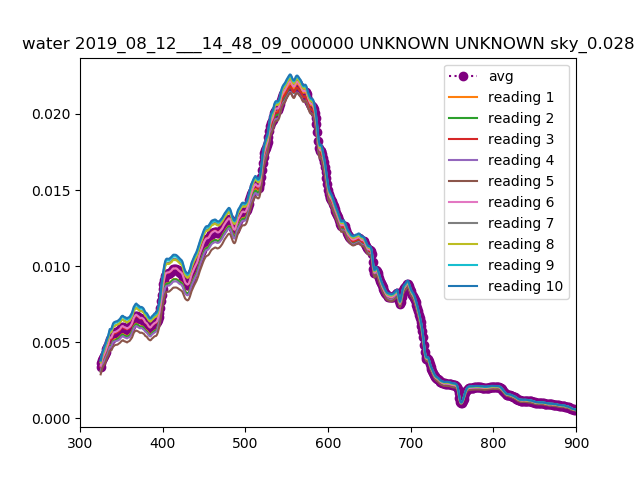 water 2019_08_12___14_48_09_000000 UNKNOWN UNKNOWN sky_0.028
avg
reading 1
reading 2
reading 3
reading 4
reading 5
reading 6
reading 7
reading 8
reading 9
reading 10
0.020
0.015
0.010
0.005
0.000
300 400 500 600 700 800 900